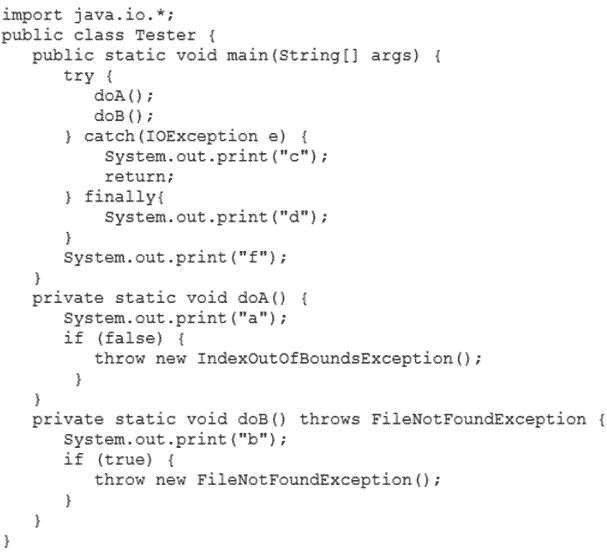 import java.io.*;
public class Tester {
   public static void main(String[] args) {
      try {
         doA();
         doB();
      } catch(IOException e) {
          System.out.print("c");
          return;
      } finally{
          System.out.print("d");
      }
      System.out.print("f");
   }
   private static void doA() {
      System.out.print("a");
      if (false) {
         throw new IndexOutOfBoundsException();
       }
   }
   private static void doB() throws FileNotFoundException {
      System.out.print("b");
      if (true) {
         throw new FileNotFoundException();
      }
   }
}